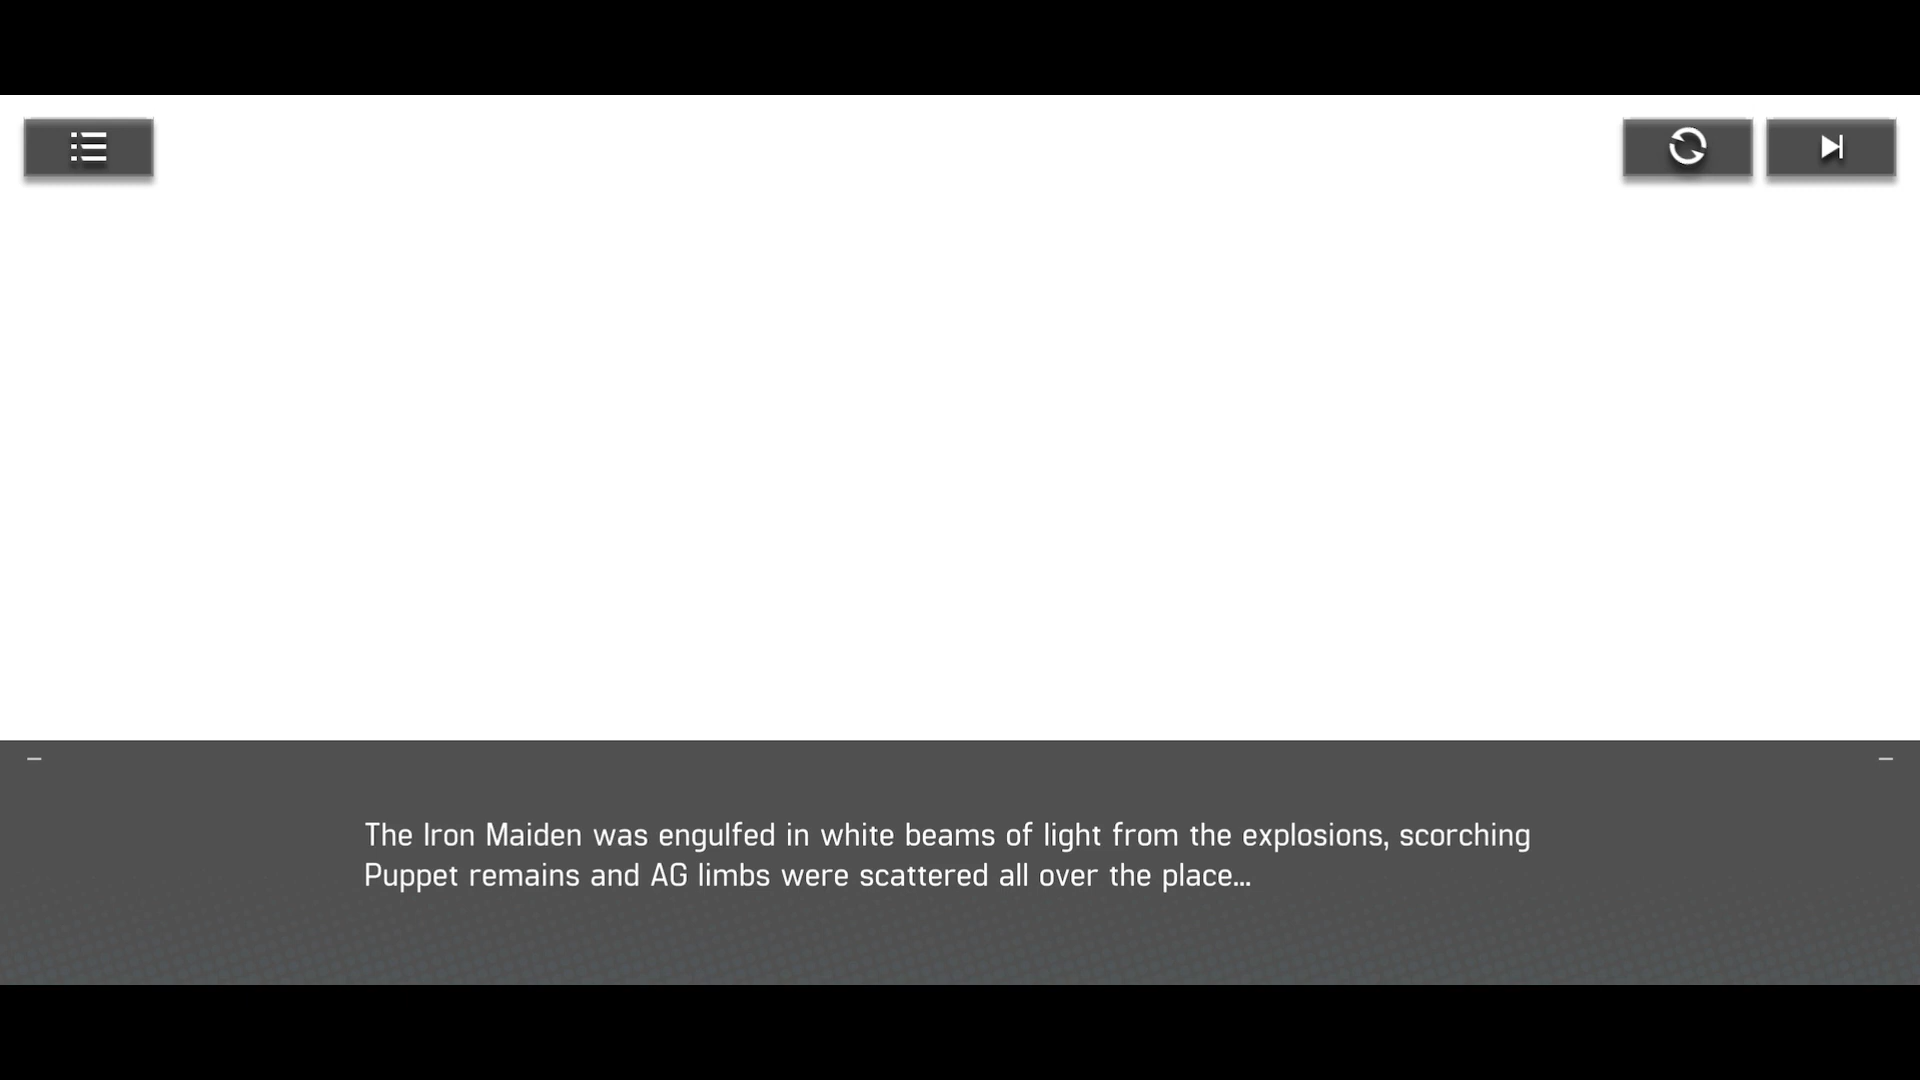 The Iron Maiden was engulfed in white beams of light from the explosions, scorching
Puppet remains and AG limbs were scattered all over the place...